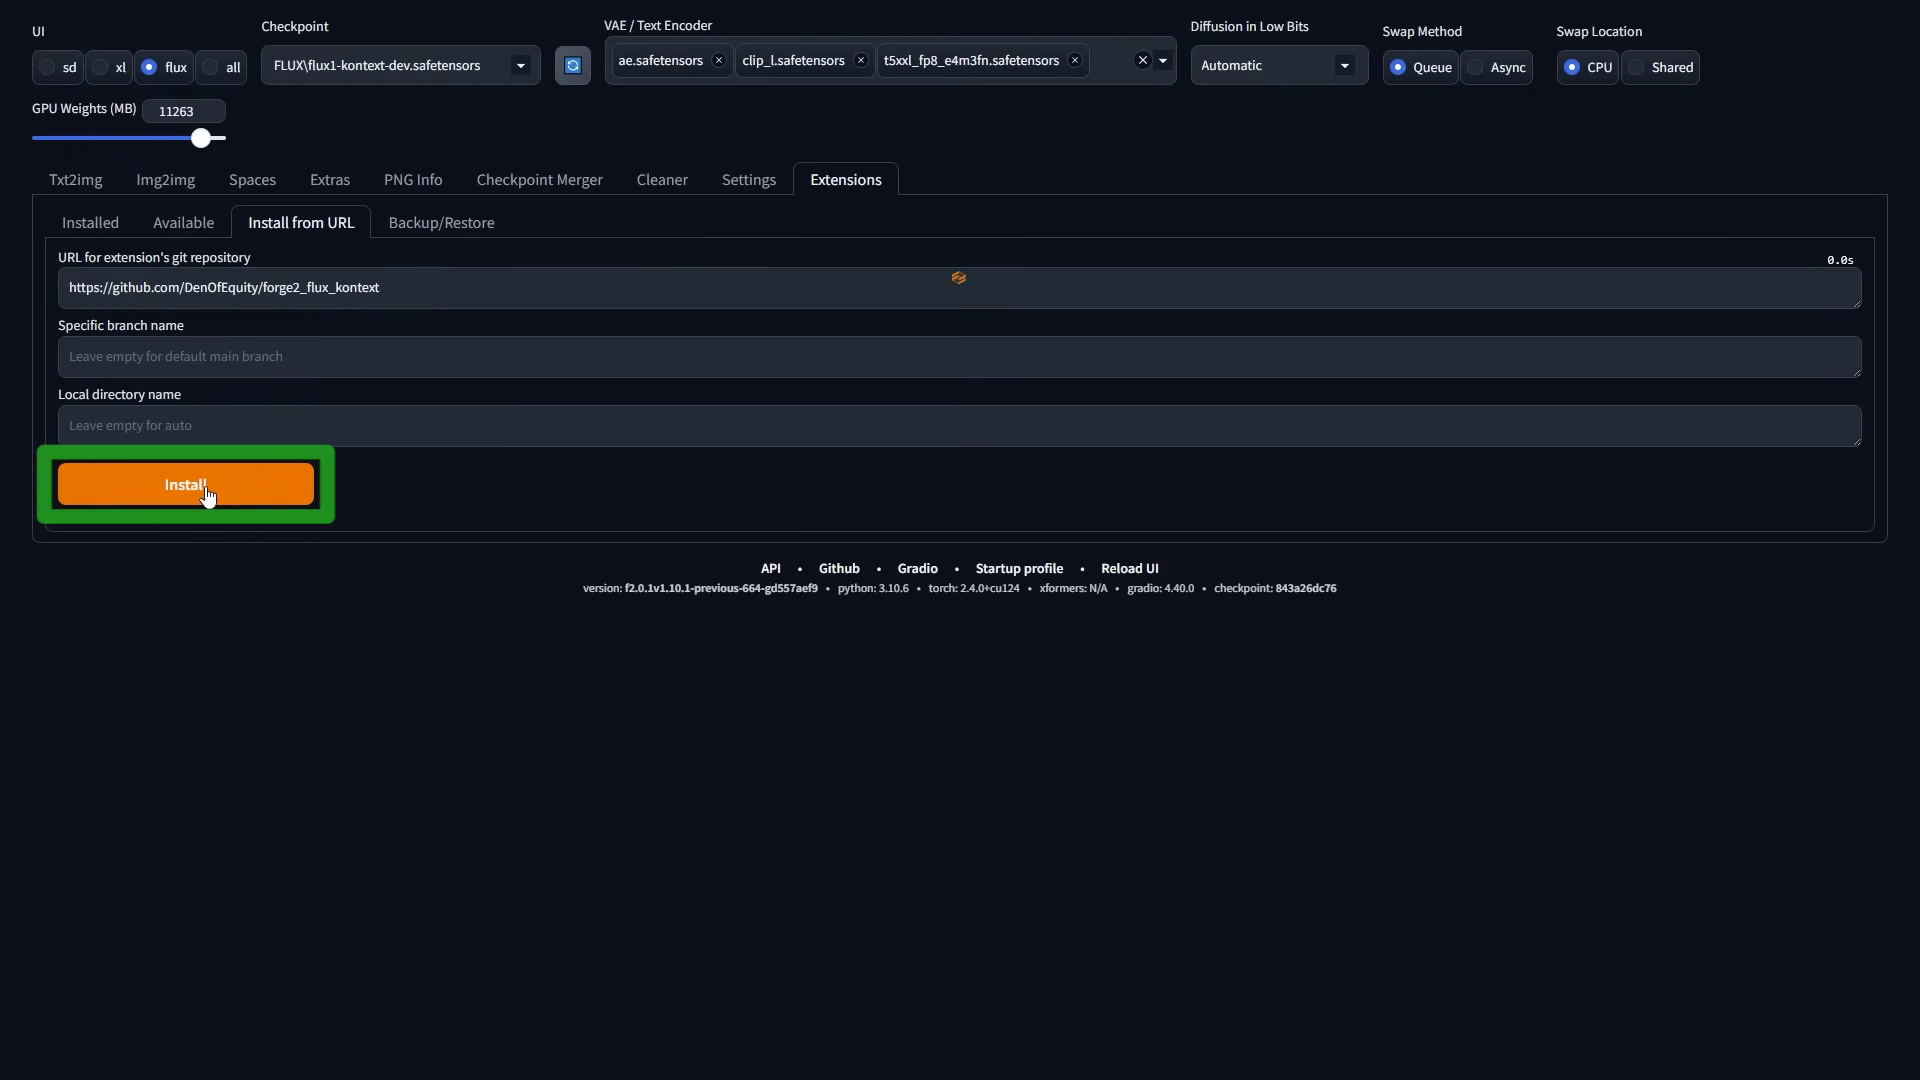 UI
sd xl flux all
Checkpoint
FLUX\flux1-kontext-dev.safetensors
VAE / Text Encoder
ae.safetensors clip_l.safetensors t5xxl_fp8_e4m3fn.safetensors
Diffusion in Low Bits
Automatic
Swap Method
Queue Async
Swap Location
CPU Shared
GPU Weights (MB) 11263
Txt2img Img2img Spaces Extras PNG Info Checkpoint Merger Cleaner Settings Extensions
Installed Available Install from URL Backup/Restore
URL for extension's git repository
0.0s
https://github.com/DenOfEquity/forge2_flux_kontext
Specific branch name
Leave empty for default main branch
Local directory name
Leave empty for auto
Install
API • Github • Gradio • Startup profile • Reload UI
version: f2.0.1v1.10.1-previous-664-gd557aef9 • python: 3.10.6 • torch: 2.4.0+cu124 • xformers: N/A • gradio: 4.40.0 • checkpoint: 843a26dc76